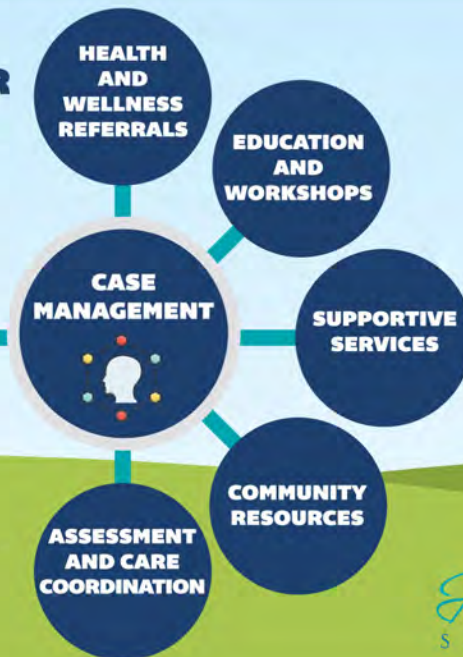 R
HEALTH
AND
WELLNESS
REFERRALS
EDUCATION
AND
WORKSHOPS
CASE
MANAGEMENT
SUPPORTIVE
SERVICES
COMMUNITY
RESOURCES
ASSESSMENT
AND CARE
COORDINATION
S